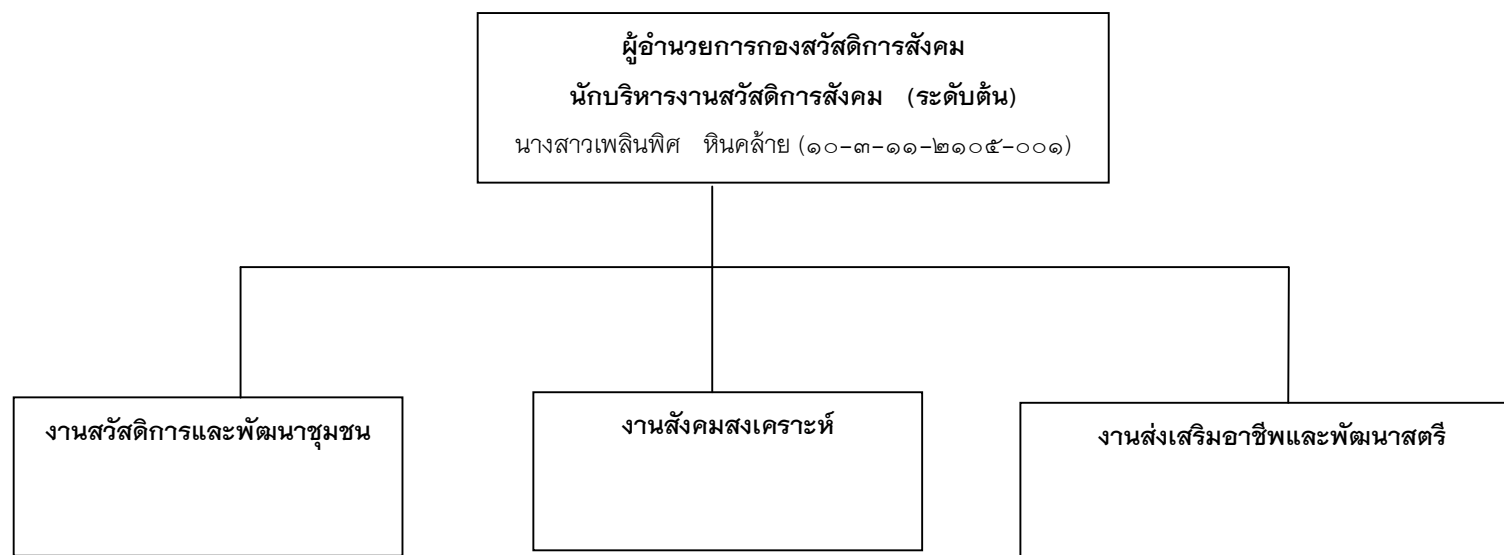 ผู้อำนวยการกองสวัสดิการสังคม
นักบริหารงานสวัสดิการสังคม (ระดับต้น)
นางสาวเพลินพิศ หินคล้าย (๑๐-๓-๑๑-๒๑๐๕-๐๐๑)
งานสวัสดิการและพัฒนาชุมชน
งานสังคมสงเคราะห์
งานส่งเสริมอาชีพและพัฒนาสตรี